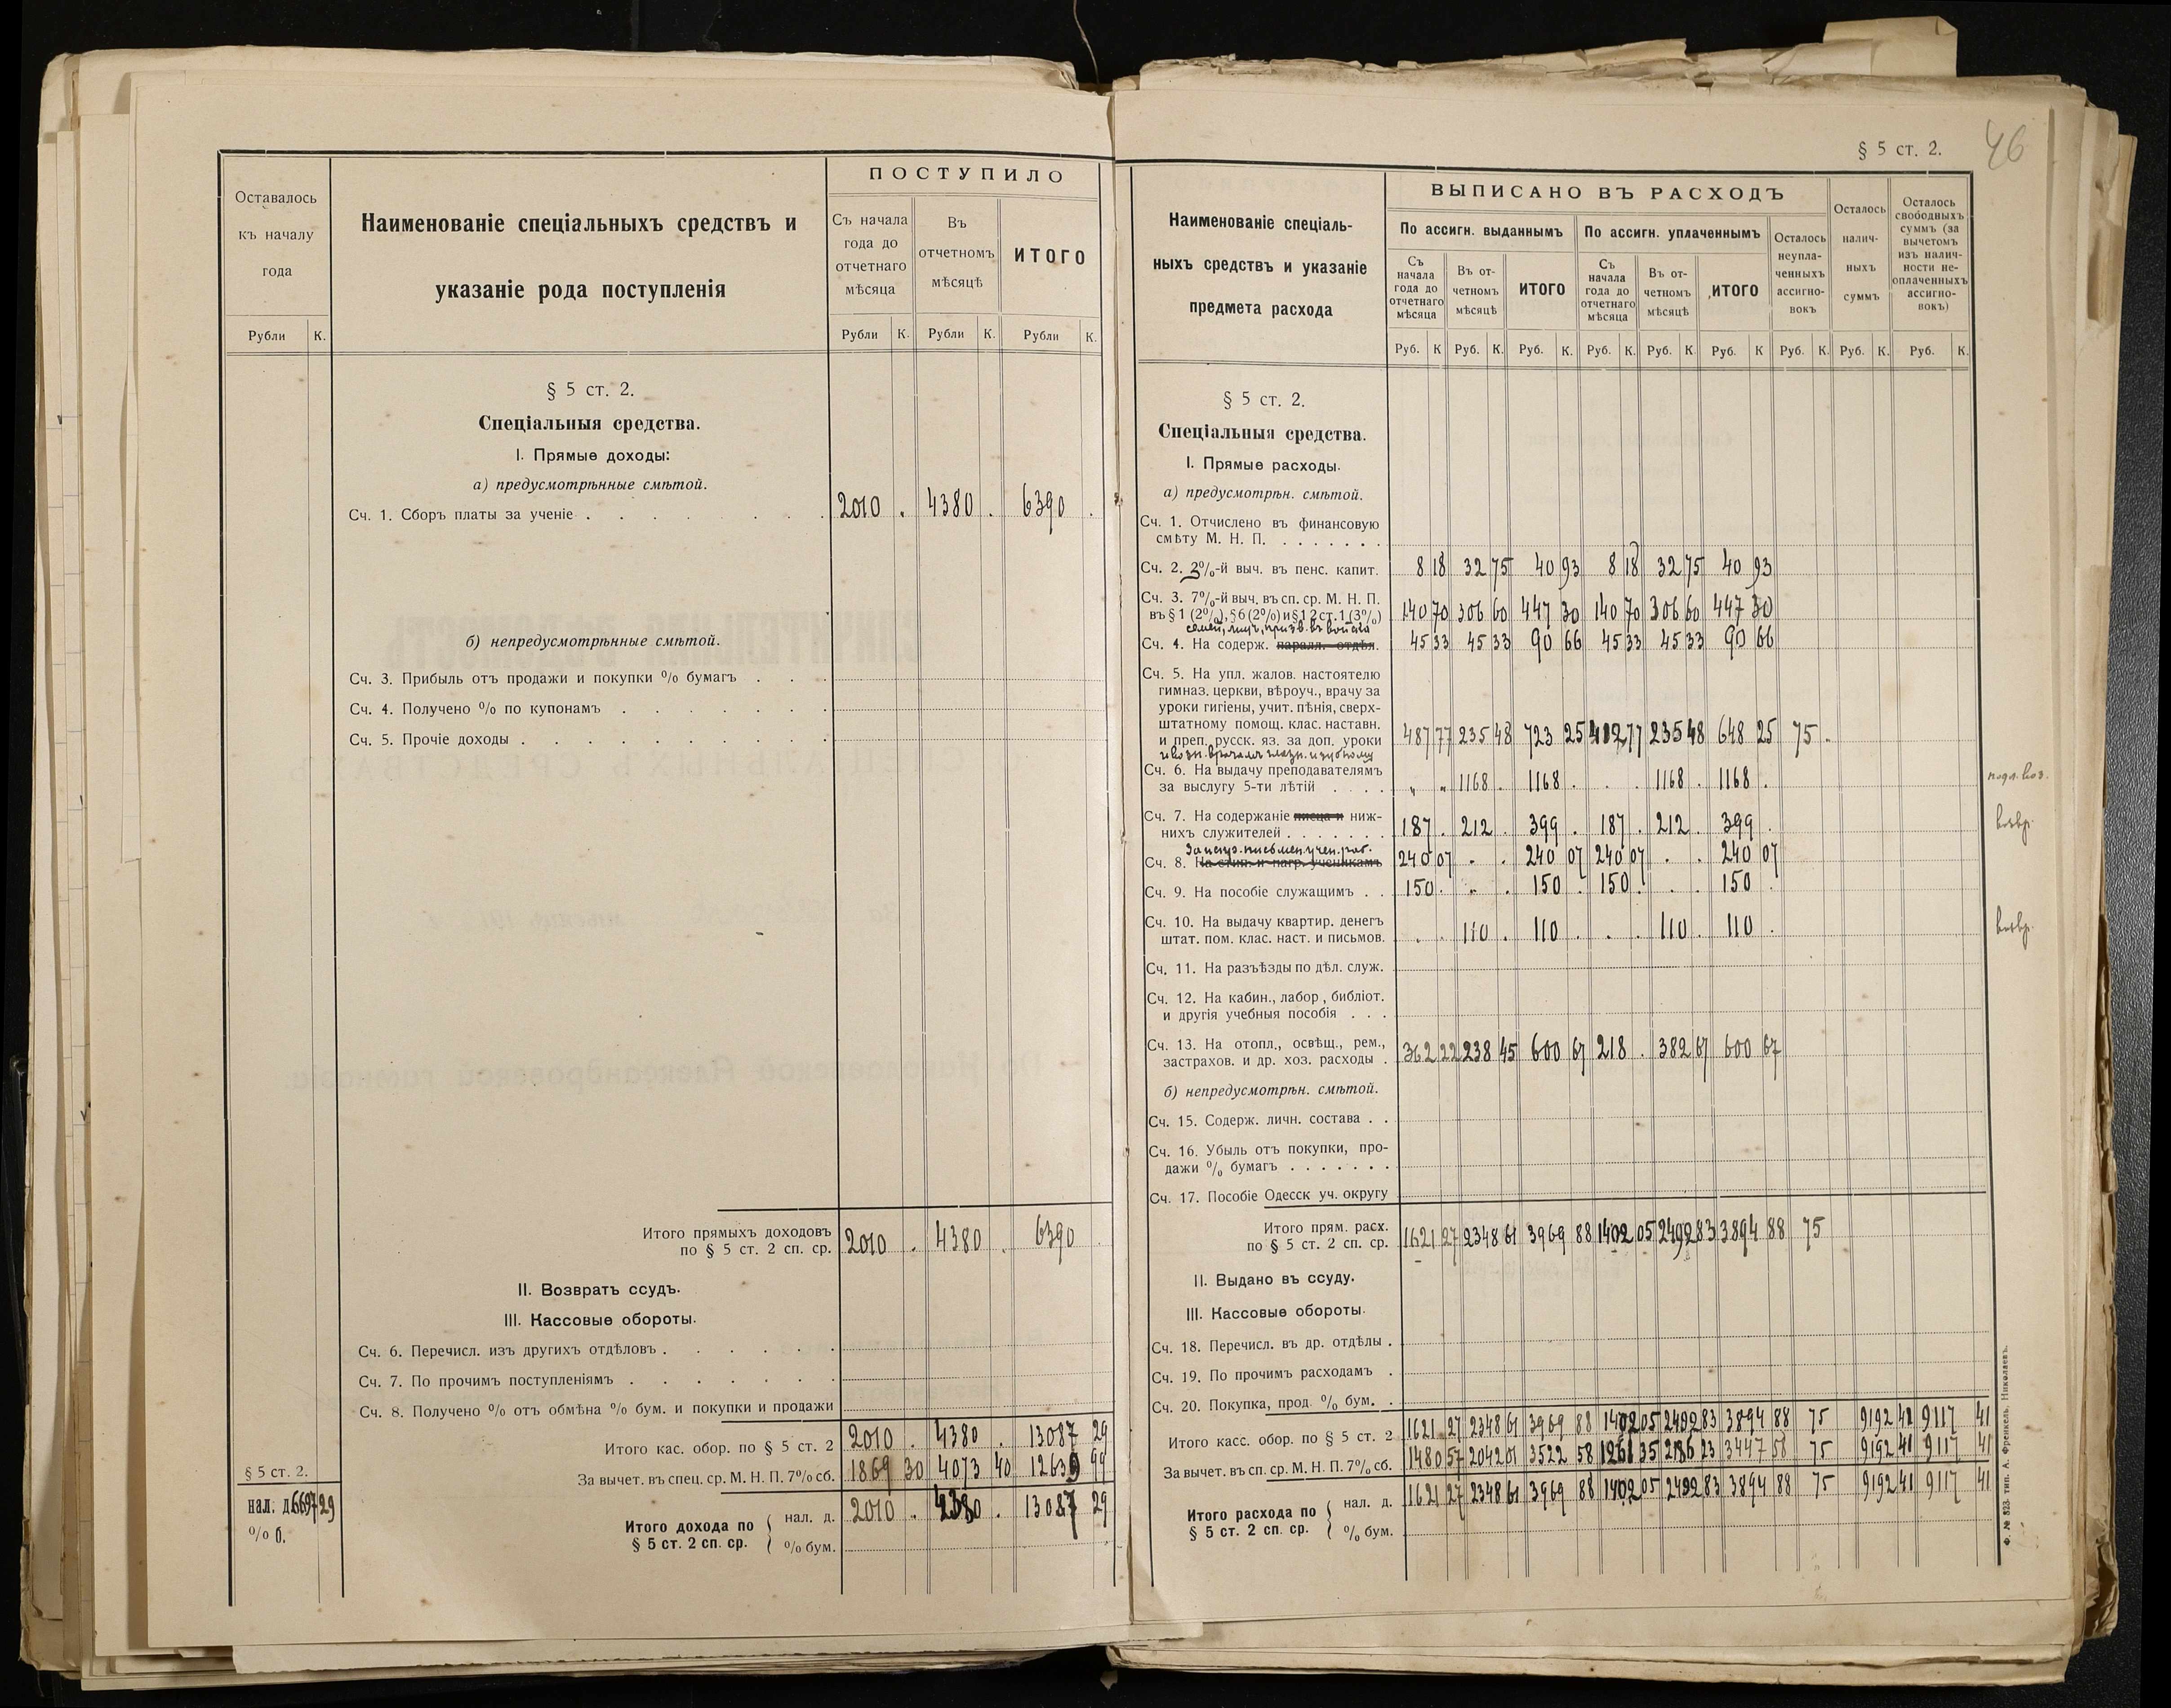 Оставалось
къ началу
года
Рубли К.
Наименованіе спеціальныхъ средствъ и
указаніе рода поступленія
ПОСТУПИЛО
Съ начала
года до
отчетнаго
мѣсяца
Въ
отчетномъ
мѣсяцѣ
ИТОГО
Рубли К. Рубли К. Рубли К.
§ 5 ст. 2.
Спеціальныя средства.
I. Прямые доходы:
а) предусмотрѣнные смѣтой.
Сч. 1. Сборъ платы за ученіе . 2010 . 4380 . 6390 .
б) непредусмотрѣнные смѣтой.
Сч. 3. Прибыль отъ продажи и покупки % бумагъ
Сч. 4. Получено % по купонамъ
Сч. 5. Прочіе доходы
Итого прямыхъ доходовъ
по § 5 ст. 2 сп. ср. 2010 . 4380 . 6390
II. Возвратъ ссудъ.
III. Кассовые обороты.
Сч. 6. Перечисл. изъ другихъ отдѣловъ
Сч. 7. По прочимъ поступленіямъ
Сч. 8. Получено % отъ обмѣна % бум. и покупки и продажи
Итого кас. обор. по § 5 ст. 2 2010 . 4380 . 13087 29
§ 5 ст. 2.
За вычет. въ спец. ср. М. Н. П. 7% сб. 1869 30 4073 40 12639 99
нал. д. 6697 29
% б.
Итого дохода по
§ 5 ст. 2 сп. ср.
нал. д. 2010 . 4380 . 13087 29
% бум.
§ 5 ст. 2.
46
Наименованіе спеціаль-
ныхъ средствъ и указаніе
предмета расхода
ВЫПИСАНО ВЪ РАСХОДЪ
По ассигн. выданнымъ По ассигн. уплаченнымъ
Съ
начала
года до
отчетнаго
мѣсяца
Въ от-
четномъ
мѣсяцѣ
ИТОГО
Съ
начала
года до
отчетнаго
мѣсяца
Въ от-
четномъ
мѣсяцѣ
ИТОГО
Осталось
неупла-
ченныхъ
ассигно-
вокъ
Осталось
налич-
ныхъ
суммъ
Осталось
свободныхъ
суммъ (за
вычетомъ
изъ налич-
ности не-
оплаченныхъ
ассигно-
вокъ)
Руб. К Руб. К. Руб. К. Руб. К. Руб. К. Руб. К Руб. К. Руб. К. Руб. К.
§ 5 ст. 2.
Спеціальныя средства.
I. Прямые расходы.
а) предусмотрѣн. смѣтой.
Сч. 1. Отчислено въ финансовую
смѣту М. Н. П.
Сч. 2. 3%-й выч. въ пенс. капит. 8 18 32 75 40 93 8 18 32 75 40 93
Сч. 3. 7%-й выч. въ сп. ср. М. Н. П.
въ § 1 (2%), § 6 (2%) и § 12 ст. 1 (3%) 140 70 306 60 447 30 140 70 306 60 447 30
семей, лицъ, призв. въ войска
Сч. 4. На содерж. паралл. отдѣл. 45 33 45 33 90 66 45 33 45 33 90 66
Сч. 5. На упл. жалов. настоятелю
гимназ. церкви, вѣроуч., врачу за
уроки гигіены, учит. пѣнія, сверх-
штатному помощ. клас. наставн.
и преп. русск. яз. за доп. уроки 487 77 235 48 723 25 412 77 235 48 648 25 75 .
Сч. 6. На выдачу преподавателямъ
за выслугу 5-ти лѣтій . . . . „ „ 1168 . 1168 . . . 1168 . 1168 .
Сч. 7. На содержаніе писца и ниж-
нихъ служителей . . . . . . . 187 . 212 . 399 . 187 . 212 . 399 .
возвр.
За испр. письмен. учен. раб.
Сч. 8. На стип. и нагр. ученикамъ 240 07 . . 240 07 240 07 . . 240 07
Сч. 9. На пособіе служащимъ . . 150 . „ . 150 . 150 . . . 150 .
Сч. 10. На выдачу квартир. денегъ
штат. пом. клас. наст. и письмов. . . 110 . 110 . . . 110 . 110 .
возвр.
Сч. 11. На разъѣзды по дѣл. служ.
Сч. 12. На кабин., лабор , библіот.
и другія учебныя пособія . . .
Сч. 13. На отопл., освѣщ., рем.,
застрахов. и др. хоз. расходы . 362 22 238 45 600 67 218 . 382 67 600 67
б) непредусмотрѣн. смѣтой.
Сч. 15. Содерж. личн. состава . .
Сч. 16. Убыль отъ покупки, про-
дажи % бумагъ . . . . . . .
Сч. 17. Пособіе Одесск уч. округу
Итого прям. расх.
по § 5 ст. 2 сп. ср. 1621 27 2348 61 3969 88 1402 05 2492 83 3894 88 75
II. Выдано въ ссуду.
III. Кассовые обороты.
Сч. 18. Перечисл. въ др. отдѣлы .
Сч. 19. По прочимъ расходамъ .
Сч. 20. Покупка, прод. % бум. .
Итого касс. обор. по § 5 ст. 2 1621 27 2348 61 3969 88 1402 05 2492 83 3894 88 75 9192 41 9117 41
За вычет. въ сп. ср. М. Н. П. 7% сб. 1480 57 2042 01 3522 58 1261 35 2186 23 3447 58 75 9192 41 9117 41
Итого расхода по
§ 5 ст. 2 сп. ср.
нал. д. 1621 27 2348 61 3969 88 1402 05 2492 83 3894 88 75 9192 41 9117 41
% бум.
Ф. № 323. тип. А. Френкель. Николаевъ.